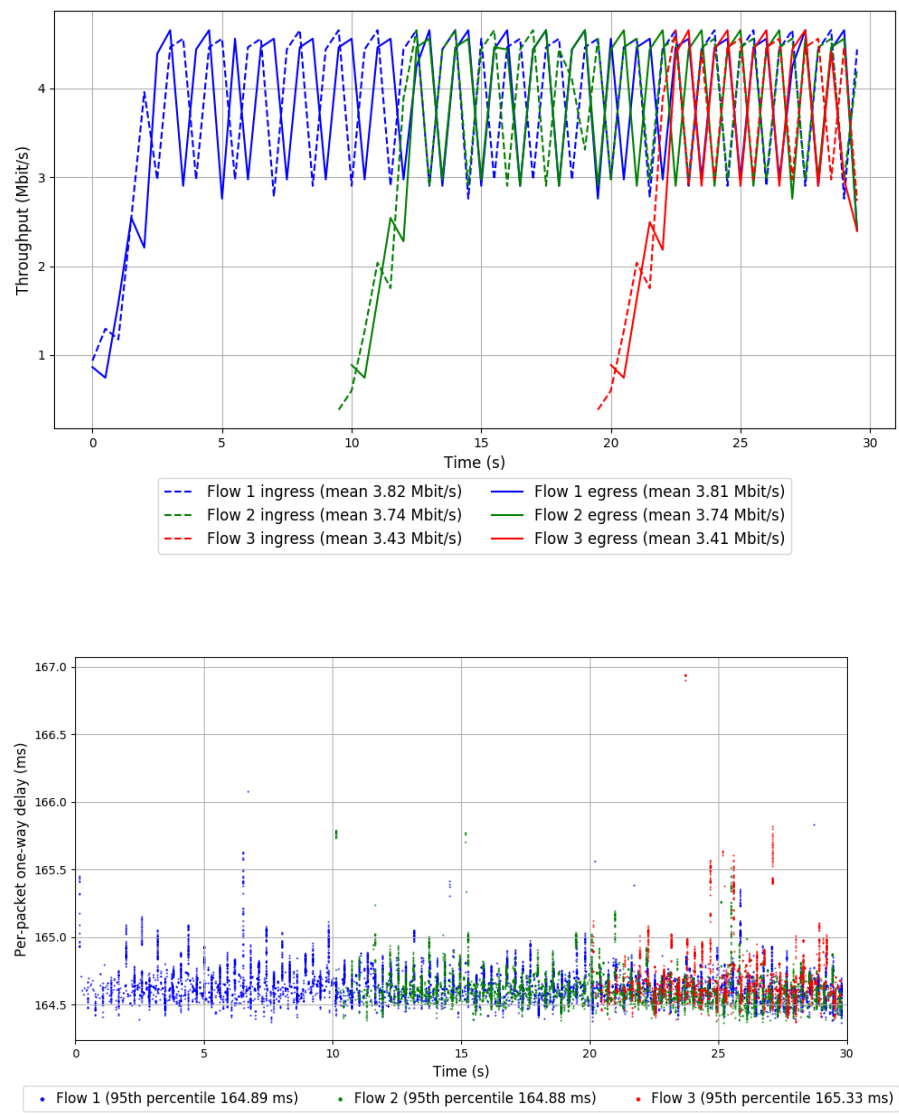 4
3
2
1
Throughput (Mbit/s)
0 5 10 15 20 25 30
Time (s)
Flow 1 ingress (mean 3.82 Mbit/s) Flow 1 egress (mean 3.81 Mbit/s)
Flow 2 ingress (mean 3.74 Mbit/s) Flow 2 egress (mean 3.74 Mbit/s)
Flow 3 ingress (mean 3.43 Mbit/s) Flow 3 egress (mean 3.41 Mbit/s)
167.0
166.5
166.0
165.5
165.0
164.5
Per-packet one-way delay (ms)
0 5 10 15 20 25 30
Time (s)
Flow 1 (95th percentile 164.89 ms) Flow 2 (95th percentile 164.88 ms) Flow 3 (95th percentile 165.33 ms)